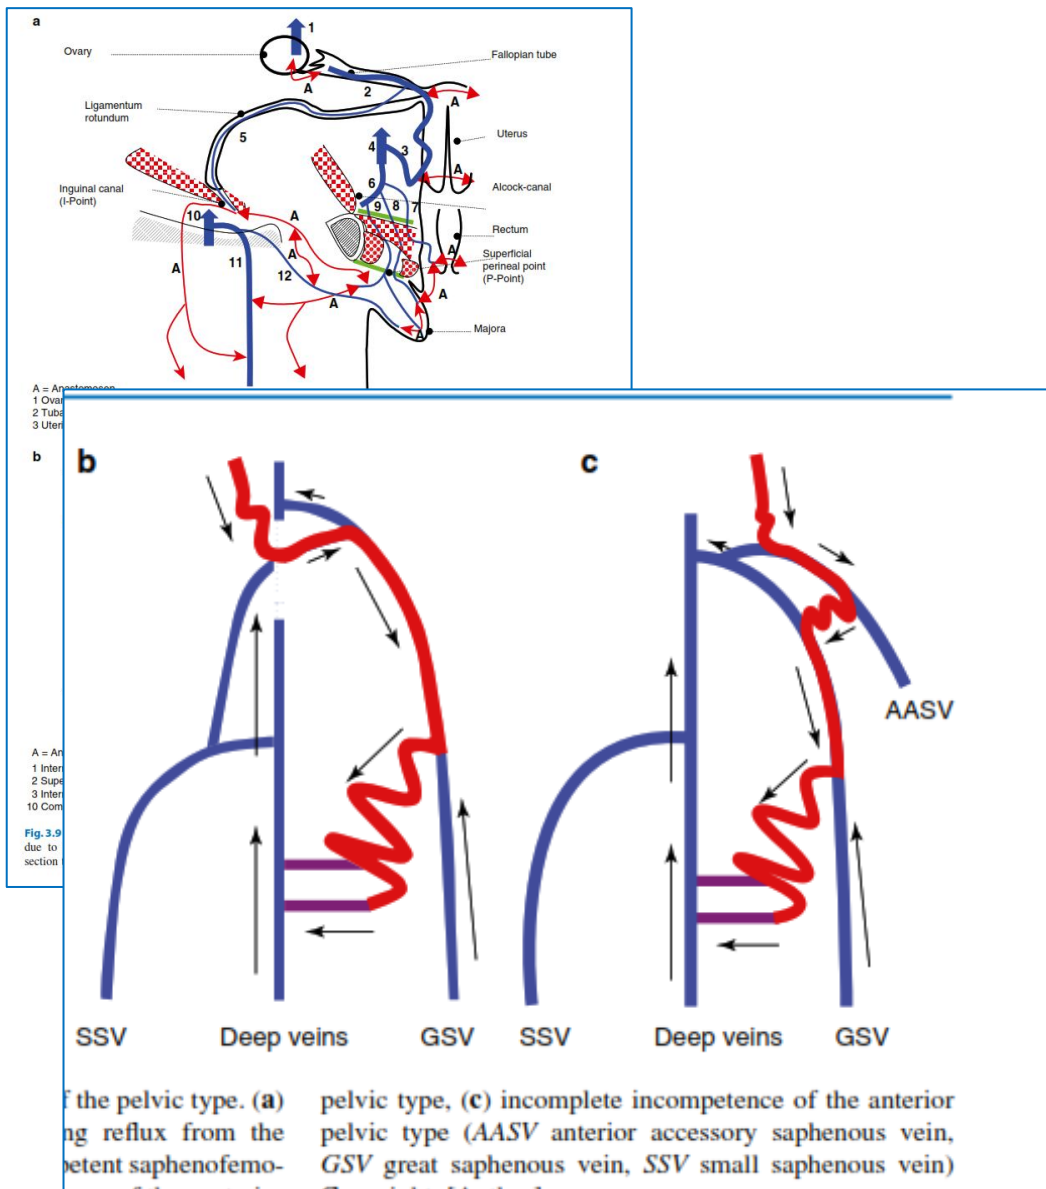 a
1
Ovary
Fallopian tube
A
2
A
Ligamentum
rotundum
5
Uterus
4
3
A
6
Inguinal canal
(I-Point)
Alcock-canal
10
A
9
8
7
Rectum
A
A
Superficial
perineal point
(P-Point)
A
11
12
A
A
A
Majora
A = Anastomosen
1 Ovar
2 Tuba
3 Uteri
b
A = An
1 Inter
2 Supe
3 Inter
10 Com
Fig. 3.9
due to
section
b
c
AASV
SSV
Deep veins
GSV
SSV
Deep veins
GSV
f the pelvic type. (a)
ng reflux from the
petent saphenofemo-
pelvic type, (c) incomplete incompetence of the anterior
pelvic type (AASV anterior accessory saphenous vein,
GSV great saphenous vein, SSV small saphenous vein)